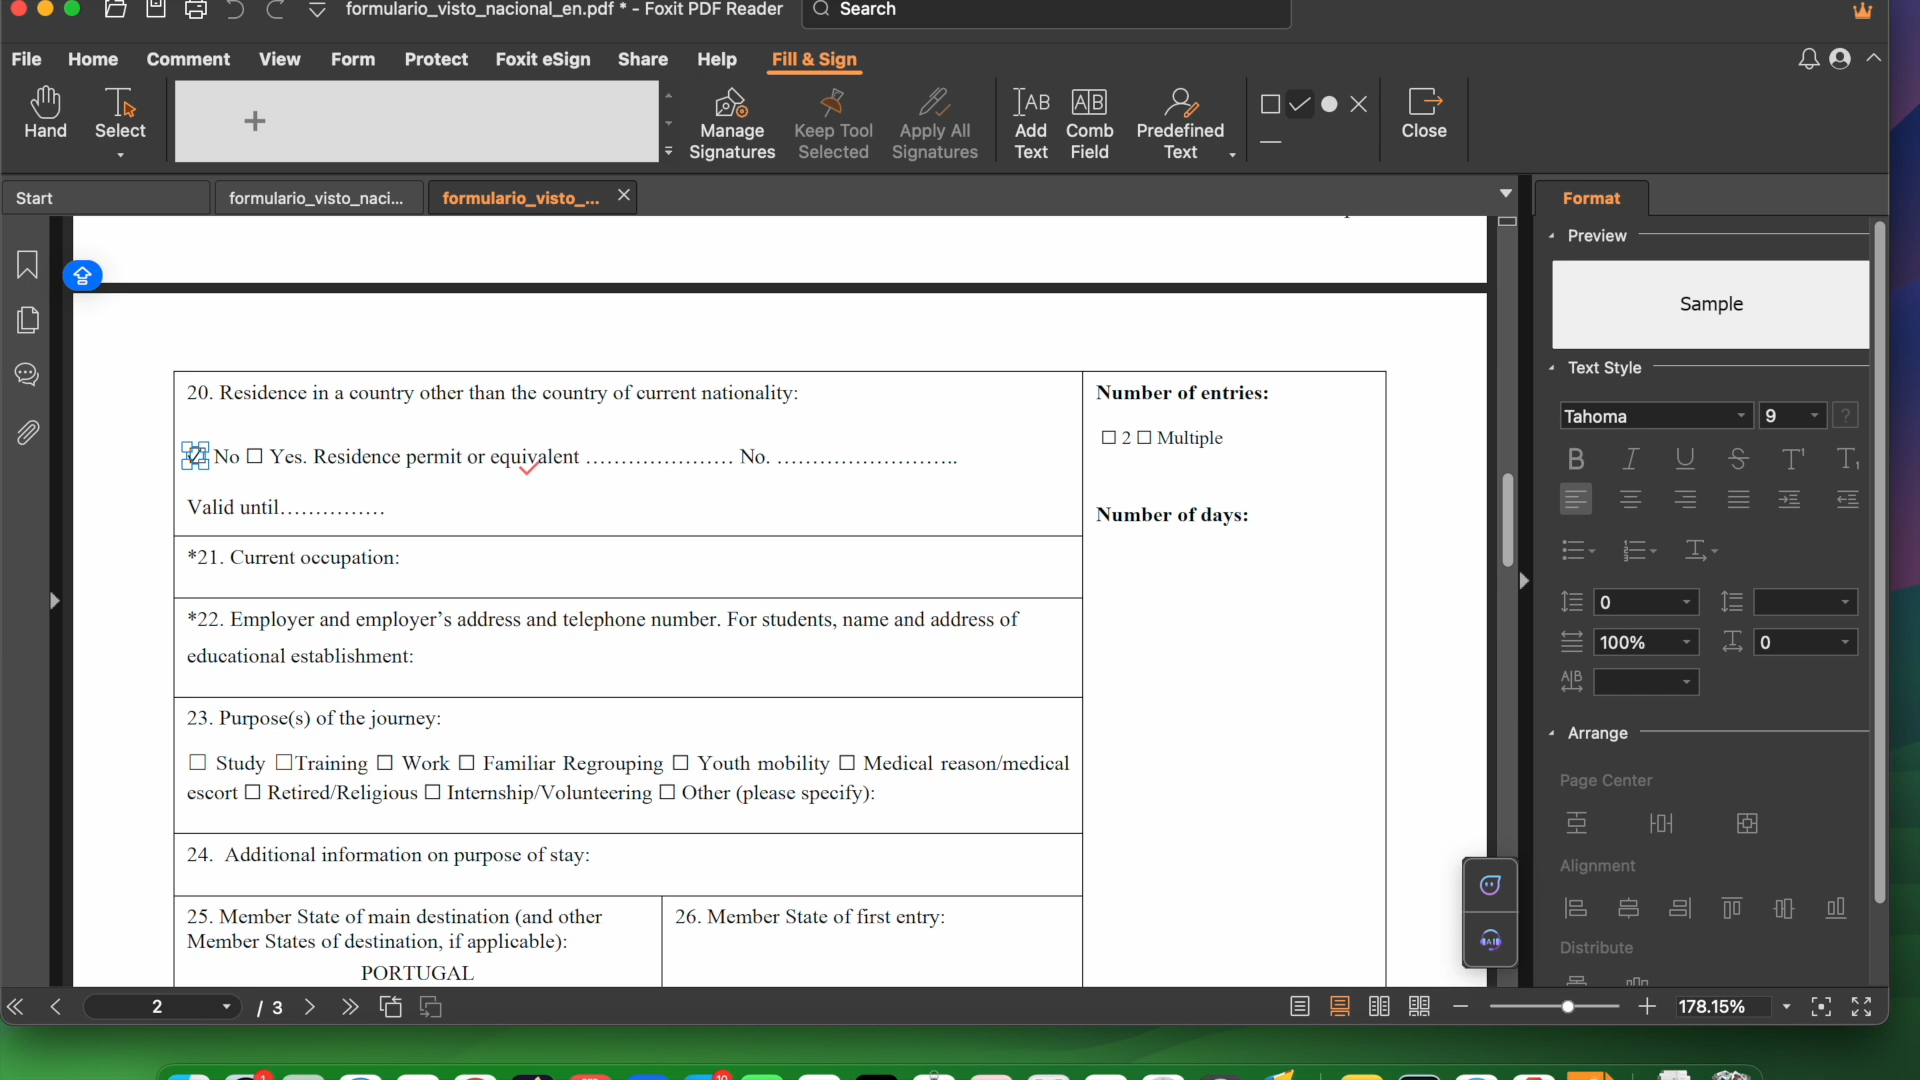 formulario_visto_nacional_en.pdf * - Foxit PDF Reader
Search
File Home Comment View Form Protect Foxit eSign Share Help Fill & Sign
Hand
Select
Manage Signatures
Keep Tool Selected
Apply All Signatures
Add Text
Comb Field
Predefined Text
Close
Start
formulario_visto_naci...
formulario_visto_...
Format
Preview
Sample
Text Style
Tahoma
9
0
100%
0
Arrange
Page Center
Alignment
Distribute
20. Residence in a country other than the country of current nationality:
☑ No ☐ Yes. Residence permit or equivalent ..................... No. ..........................
Valid until...............
*21. Current occupation:
*22. Employer and employer’s address and telephone number. For students, name and address of
educational establishment:
23. Purpose(s) of the journey:
☐ Study ☐Training ☐ Work ☐ Familiar Regrouping ☐ Youth mobility ☐ Medical reason/medical
escort ☐ Retired/Religious ☐ Internship/Volunteering ☐ Other (please specify):
24. Additional information on purpose of stay:
25. Member State of main destination (and other
Member States of destination, if applicable):
PORTUGAL
26. Member State of first entry:
Number of entries:
☐ 2 ☐ Multiple
Number of days:
2 / 3
178.15%
1
10